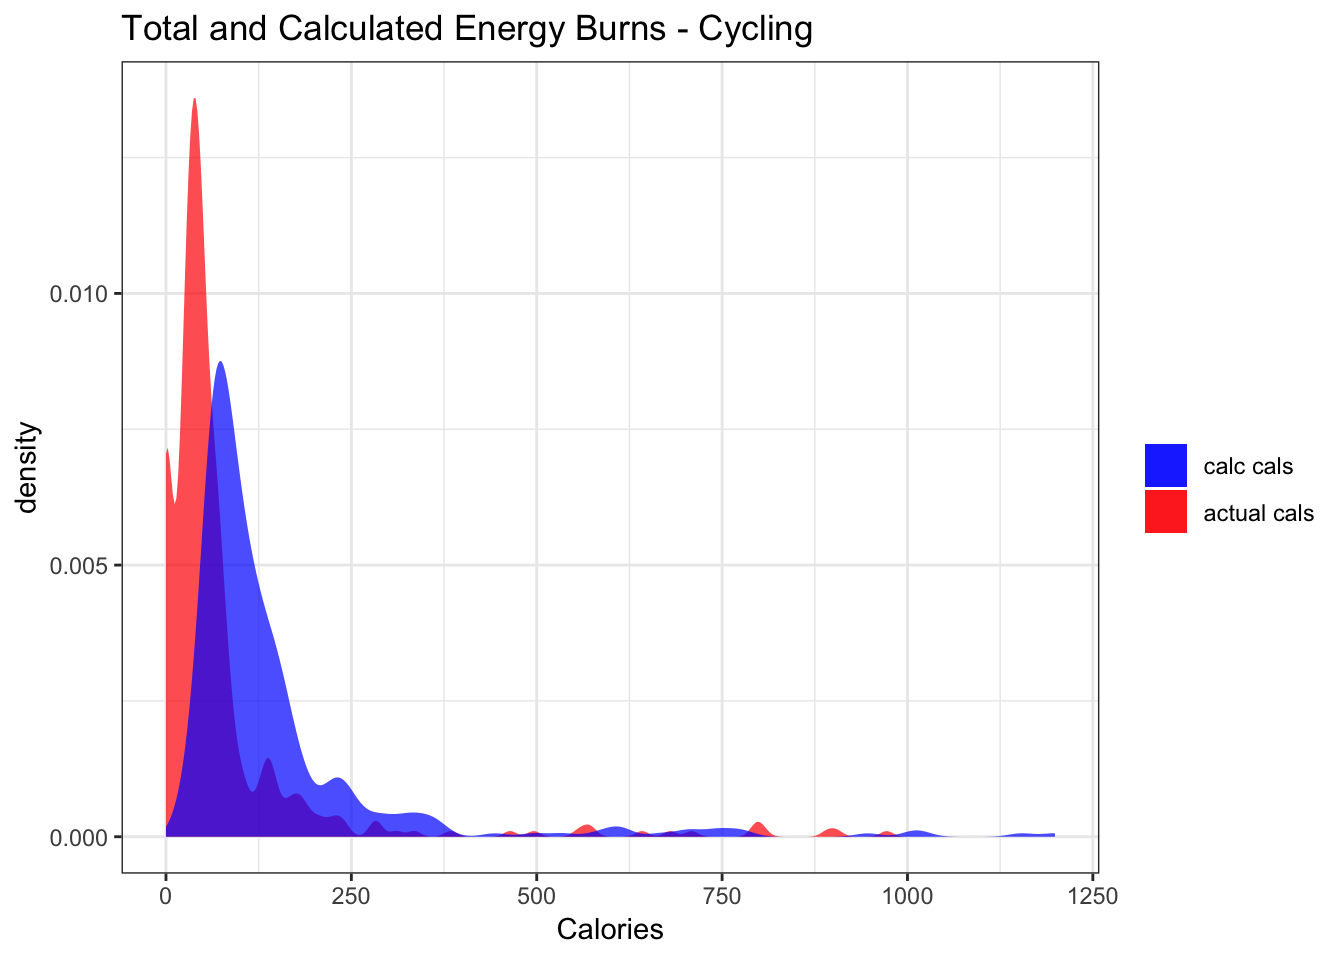 Total and Calculated Energy Burns - Cycling
density
0.010
0.005
0.000
0 250 500 750 1000 1250
Calories
calc cals
actual cals